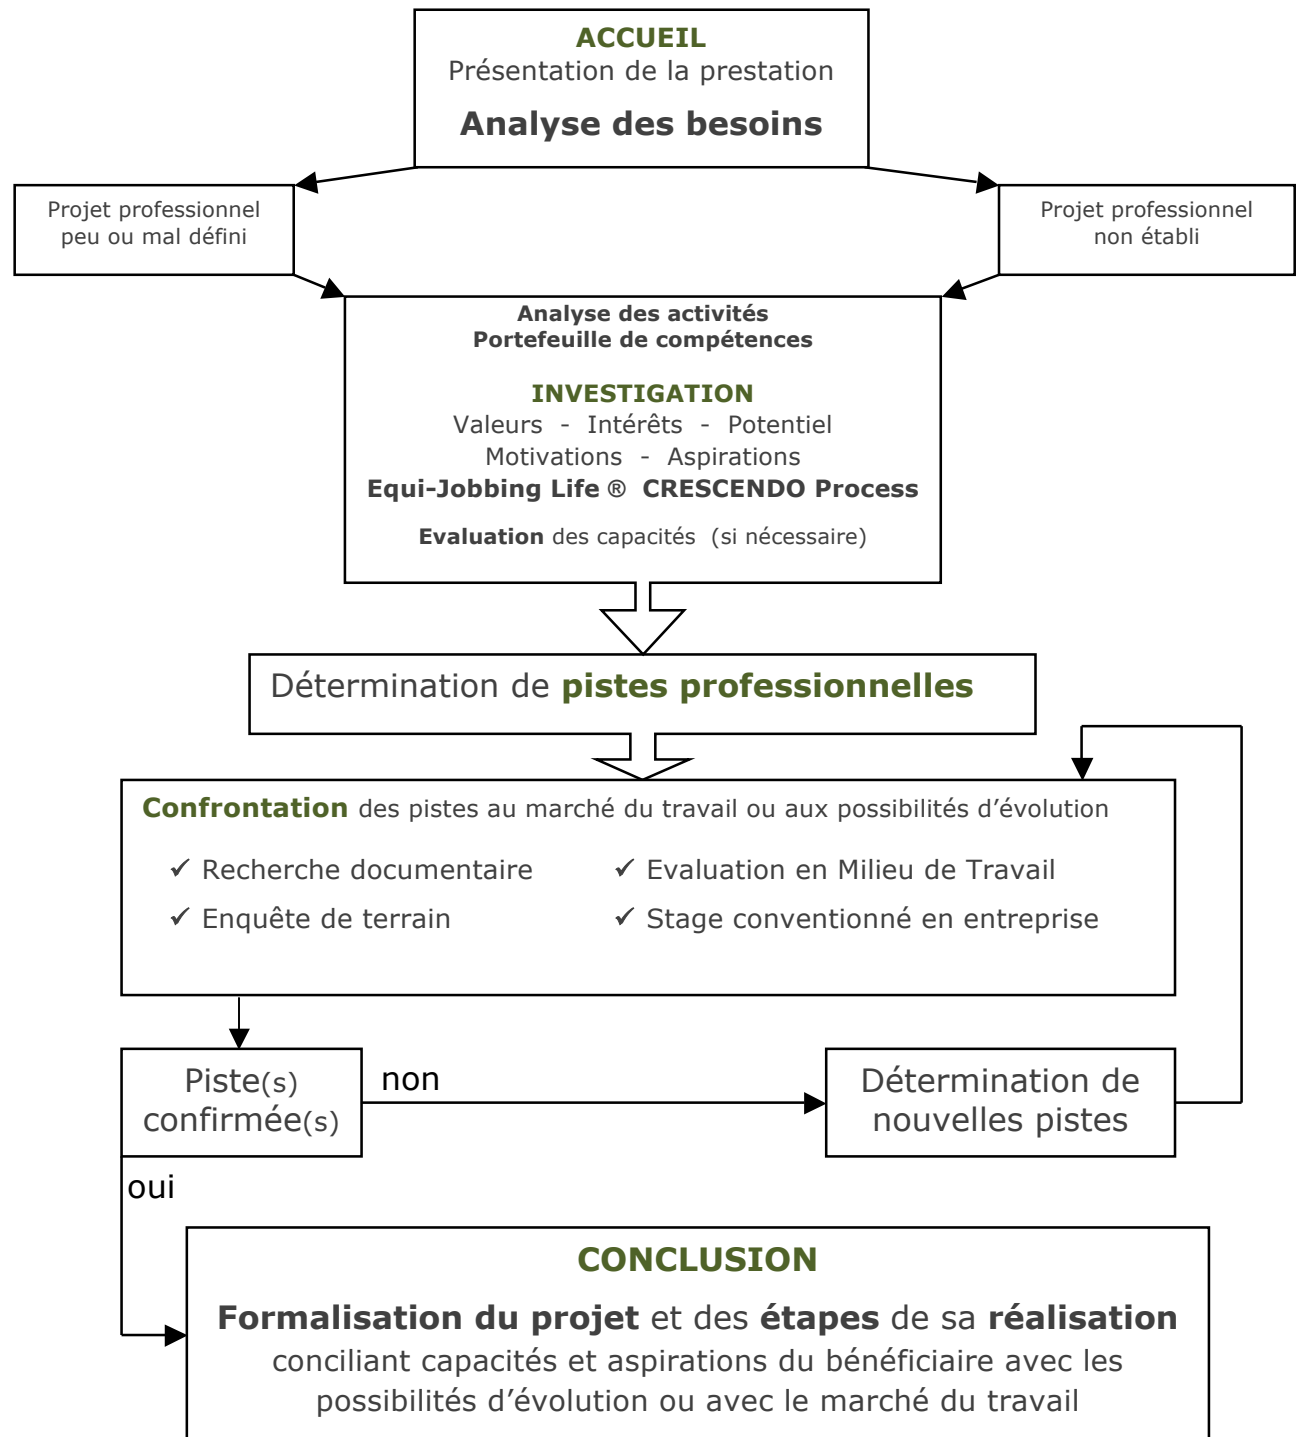 ACCUEIL
Présentation de la prestation
Analyse des besoins
Projet professionnel
peu ou mal défini
Projet professionnel
non établi
Analyse des activités
Portefeuille de compétences
INVESTIGATION
Valeurs - Intérêts - Potentiel
Motivations - Aspirations
Equi-Jobbing Life ® CRESCENDO Process
Evaluation des capacités (si nécessaire)
Détermination de pistes professionnelles
Confrontation des pistes au marché du travail ou aux possibilités d’évolution
✓ Recherche documentaire
✓ Evaluation en Milieu de Travail
✓ Enquête de terrain
✓ Stage conventionné en entreprise
Piste(s)
confirmée(s)
non
Détermination de
nouvelles pistes
oui
CONCLUSION
Formalisation du projet et des étapes de sa réalisation
conciliant capacités et aspirations du bénéficiaire avec les
possibilités d’évolution ou avec le marché du travail